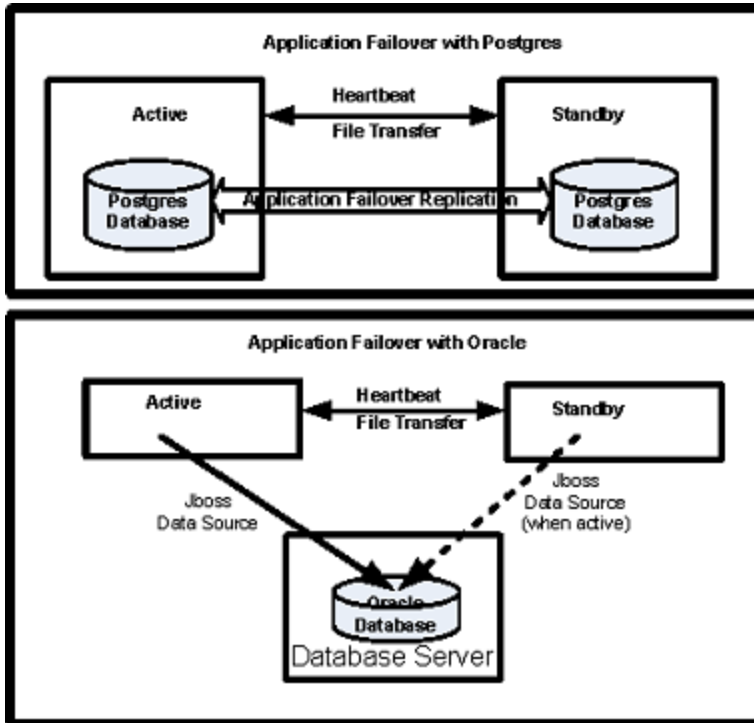 Application Failover with Postgres
Active
Heartbeat
File Transfer
Standby
Postgres
Database
Application Failover Replication
Postgres
Database
Application Failover with Oracle
Active
Heartbeat
File Transfer
Standby
Jboss
Data Source
Jboss
Data Source
(when active)
Oracle
Database
Database Server